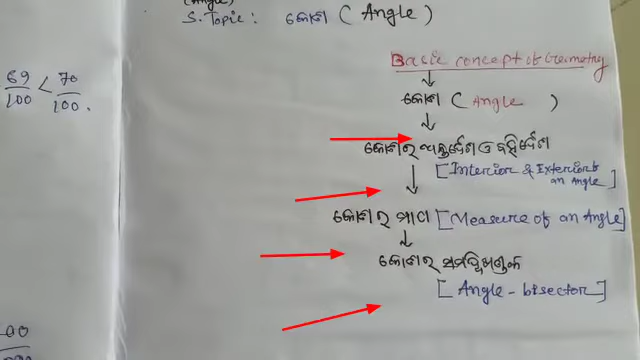 (Angle)
S. Topic: କୋଣ (Angle)
69/100 < 70/100.
Basic concept of Geometry
କୋଣ (Angle)
କୋଣର ଅନ୍ତର୍ଦେଶ ଓ ବହିର୍ଦେଶ
[Interior & Exterior of an Angle]
କୋଣର ମାପ [Measure of an Angle]
କୋଣର ସମଦ୍ବିଖଣ୍ଡକ
[Angle-bisector]